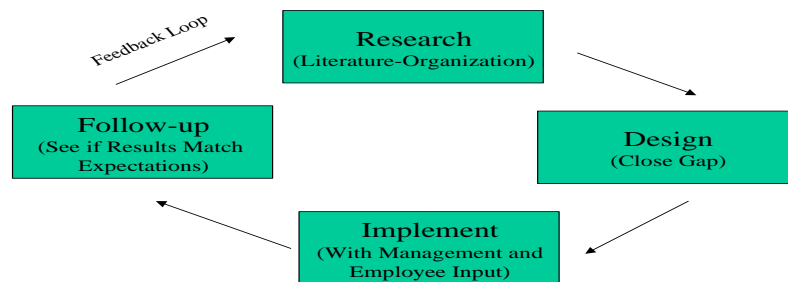 Feedback Loop
Research
(Literature-Organization)
Follow-up
(See if Results Match
Expectations)
Design
(Close Gap)
Implement
(With Management and
Employee Input)